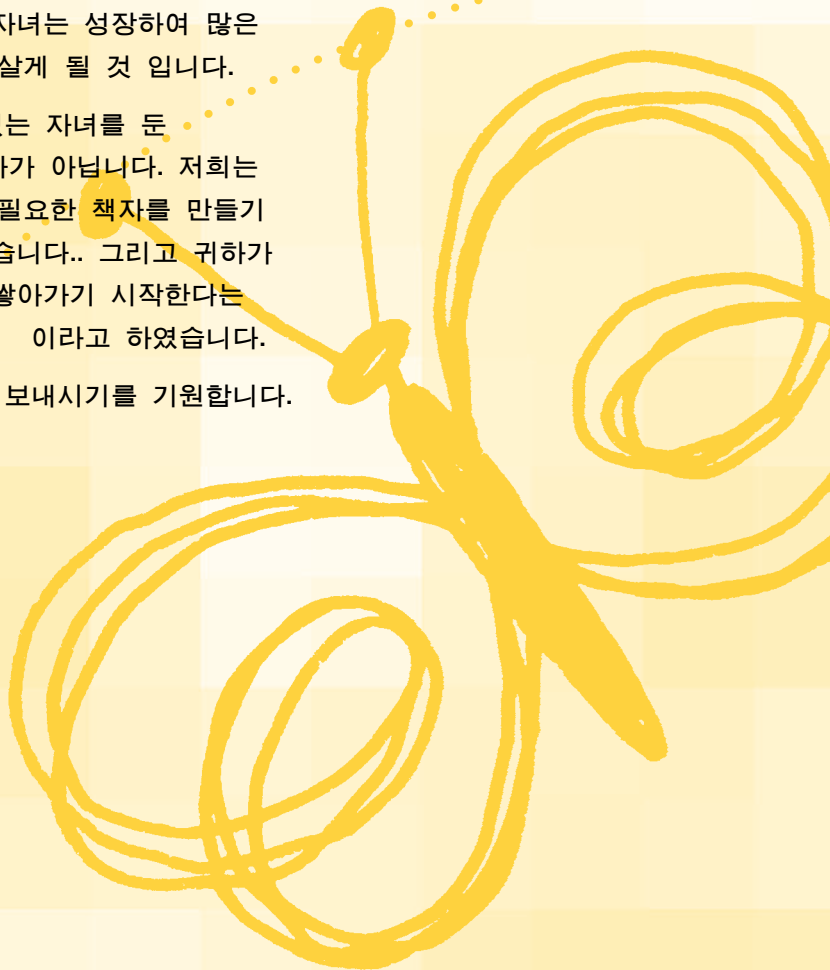 자녀는 성장하여 많은
살게 될 것 입니다.
는 자녀를 둔
가 아닙니다. 저희는
필요한 책자를 만들기
습니다.. 그리고 귀하가
쌓아가기 시작한다는
이라고 하였습니다.
보내시기를 기원합니다.